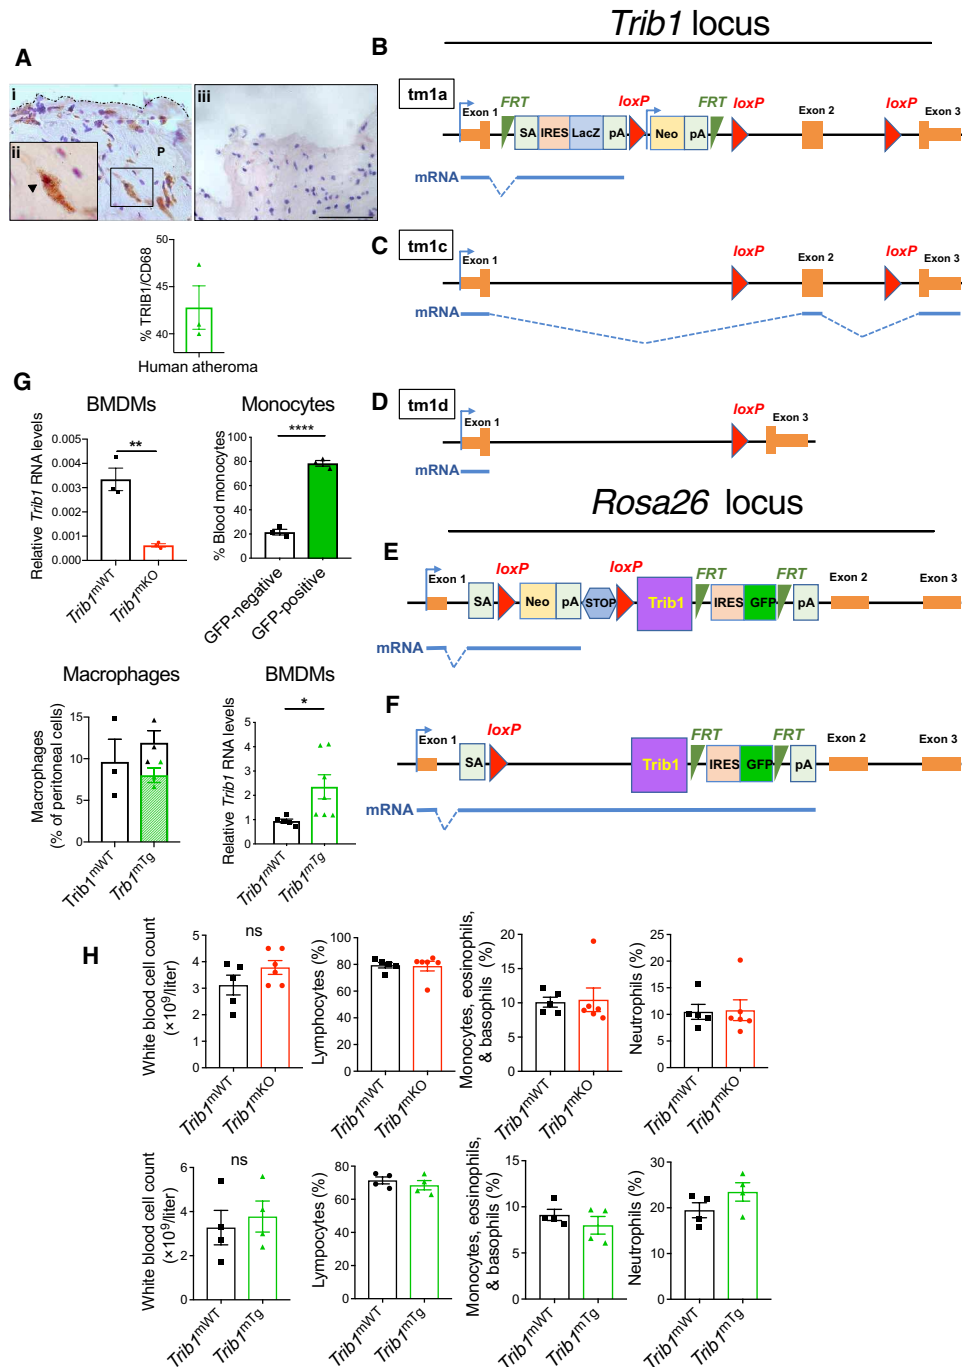 Trib1 locus
A
B
i
ii
iii
P
tm1a
Exon 1
FRT
SA
IRES
LacZ
pA
loxP
Neo
pA
FRT
loxP
Exon 2
loxP
Exon 3
mRNA
% TRIB1/CD68
50
45
40
Human atheroma
C
tm1c
Exon 1
loxP
Exon 2
loxP
Exon 3
mRNA
D
tm1d
Exon 1
loxP
Exon 3
mRNA
Rosa26 locus
E
Exon 1
SA
loxP
Neo
pA
STOP
loxP
Trib1
FRT
IRES
GFP
FRT
pA
Exon 2
Exon 3
mRNA
F
Exon 1
SA
loxP
Trib1
FRT
IRES
GFP
FRT
pA
Exon 2
Exon 3
mRNA
G
BMDMs
Relative Trib1 RNA levels
0.005
0.004
0.003
0.002
0.001
0.000
**
Trib1mWT
Trib1mKO
Monocytes
% Blood monocytes
100
80
60
40
20
0
****
GFP-negative
GFP-positive
Macrophages
Macrophages
(% of peritoneal cells)
15
10
5
0
Trib1mWT
Trb1mTg
BMDMs
Relative Trib1 RNA levels
5
4
3
2
1
0
*
Trib1mWT
Trib1mTg
H
White blood cell count
(×10⁹/liter)
5
4
3
2
1
0
ns
Trib1mWT
Trib1mKO
Lymphocytes (%)
100
80
60
40
20
0
Trib1mWT
Trib1mKO
Monocytes, eosinophils,
& basophils (%)
20
15
10
5
0
Trib1mWT
Trib1mKO
Neutrophils (%)
25
20
15
10
5
0
Trib1mWT
Trib1mKO
White blood cell count
(×10⁹/liter)
6
4
2
0
ns
Trib1mWT
Trib1mTg
Lympocytes (%)
80
60
40
20
0
Trib1mWT
Trib1mTg
Monocytes, eosinophils,
& basophils (%)
15
10
5
0
Trib1mWT
Trib1mTg
Neutrophils (%)
30
20
10
0
Trib1mWT
Trib1mTg